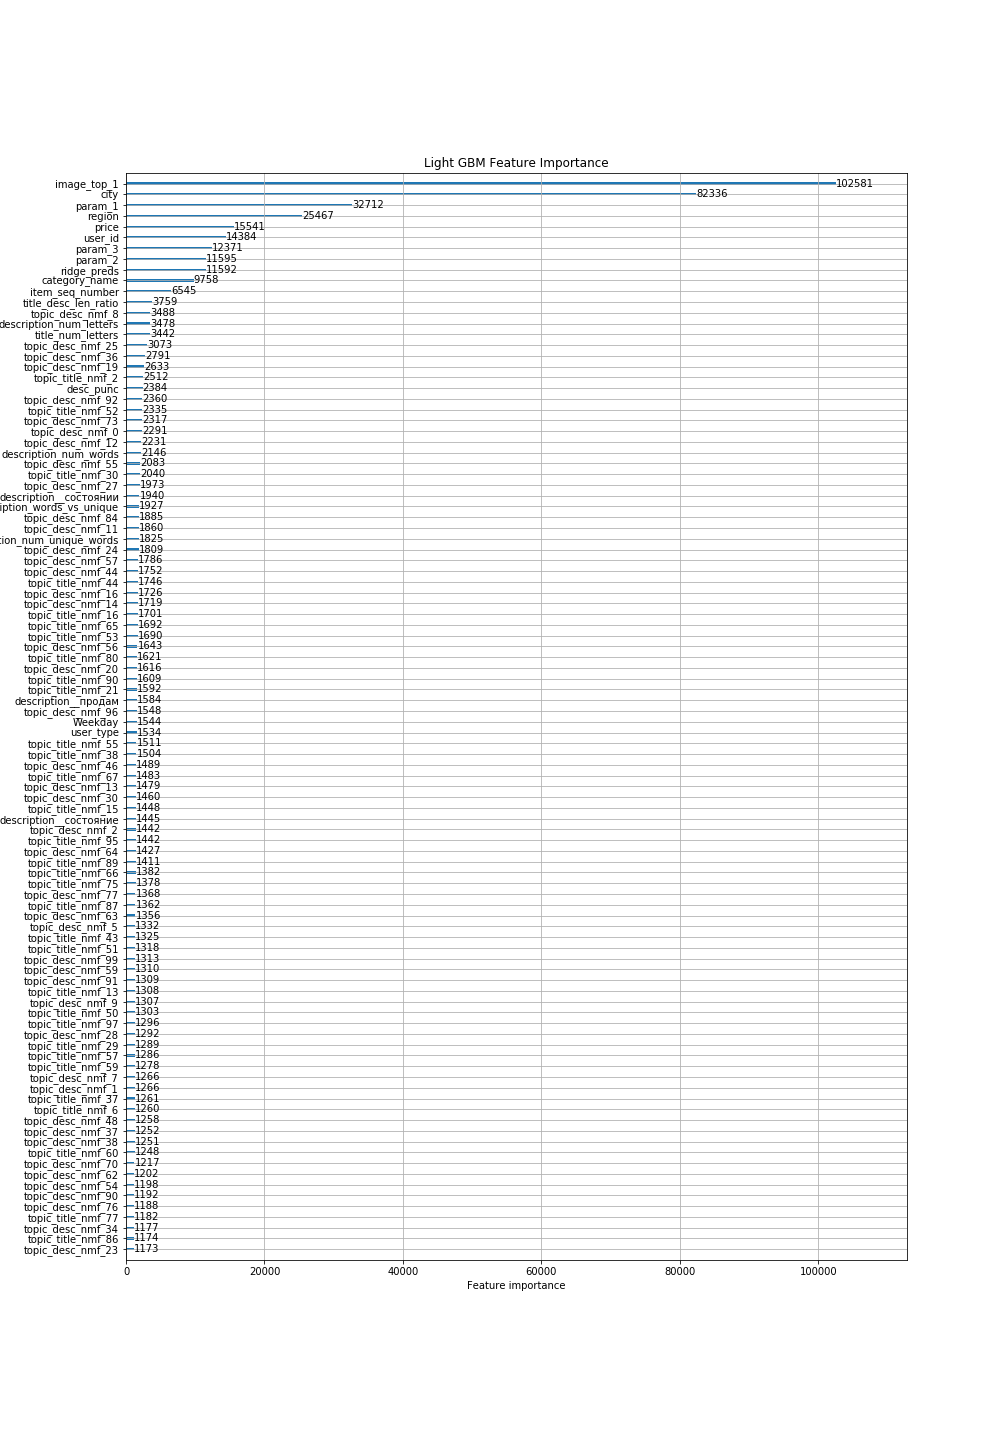 Light GBM Feature Importance
image_top_1 102581
city 82336
param_1 32712
region 25467
price 15541
user_id 14384
param_3 12371
param_2 11595
ridge_preds 11592
category_name 9758
item_seq_number 6545
title_desc_len_ratio 3759
topic_desc_nmf_8 3488
description_num_letters 3478
title_num_letters 3442
topic_desc_nmf_25 3073
topic_desc_nmf_36 2791
topic_desc_nmf_19 2633
topic_title_nmf_2 2512
desc_punc 2384
topic_desc_nmf_92 2360
topic_title_nmf_52 2335
topic_desc_nmf_73 2317
topic_desc_nmf_0 2291
topic_desc_nmf_12 2231
description_num_words 2146
topic_desc_nmf_55 2083
topic_title_nmf_30 2040
topic_desc_nmf_27 1973
description__состоянии 1940
iption_words_vs_unique 1927
topic_desc_nmf_84 1885
topic_desc_nmf_11 1860
tion_num_unique_words 1825
topic_desc_nmf_24 1809
topic_desc_nmf_57 1786
topic_desc_nmf_44 1752
topic_title_nmf_44 1746
topic_desc_nmf_16 1726
topic_desc_nmf_14 1719
topic_title_nmf_16 1701
topic_title_nmf_65 1692
topic_title_nmf_53 1690
topic_desc_nmf_56 1643
topic_title_nmf_80 1621
topic_desc_nmf_20 1616
topic_title_nmf_90 1609
topic_title_nmf_21 1592
description__продам 1584
topic_desc_nmf_96 1548
Weekday 1544
user_type 1534
topic_title_nmf_55 1511
topic_title_nmf_38 1504
topic_desc_nmf_46 1489
topic_title_nmf_67 1483
topic_desc_nmf_13 1479
topic_desc_nmf_30 1460
topic_title_nmf_15 1448
description__состояние 1445
topic_desc_nmf_2 1442
topic_title_nmf_95 1442
topic_desc_nmf_64 1427
topic_title_nmf_89 1411
topic_title_nmf_66 1382
topic_title_nmf_75 1378
topic_desc_nmf_77 1368
topic_title_nmf_87 1362
topic_desc_nmf_63 1356
topic_desc_nmf_5 1332
topic_title_nmf_43 1325
topic_title_nmf_51 1318
topic_desc_nmf_99 1313
topic_desc_nmf_59 1310
topic_desc_nmf_91 1309
topic_title_nmf_13 1308
topic_desc_nmf_9 1307
topic_title_nmf_50 1303
topic_title_nmf_97 1296
topic_desc_nmf_28 1292
topic_title_nmf_29 1289
topic_title_nmf_57 1286
topic_title_nmf_59 1278
topic_desc_nmf_7 1266
topic_desc_nmf_1 1266
topic_title_nmf_37 1261
topic_title_nmf_6 1260
topic_desc_nmf_48 1258
topic_desc_nmf_37 1252
topic_desc_nmf_38 1251
topic_title_nmf_60 1248
topic_desc_nmf_70 1217
topic_desc_nmf_62 1202
topic_desc_nmf_54 1198
topic_desc_nmf_90 1192
topic_desc_nmf_76 1188
topic_title_nmf_77 1182
topic_desc_nmf_34 1177
topic_title_nmf_86 1174
topic_desc_nmf_23 1173
0 20000 40000 60000 80000 100000
Feature importance